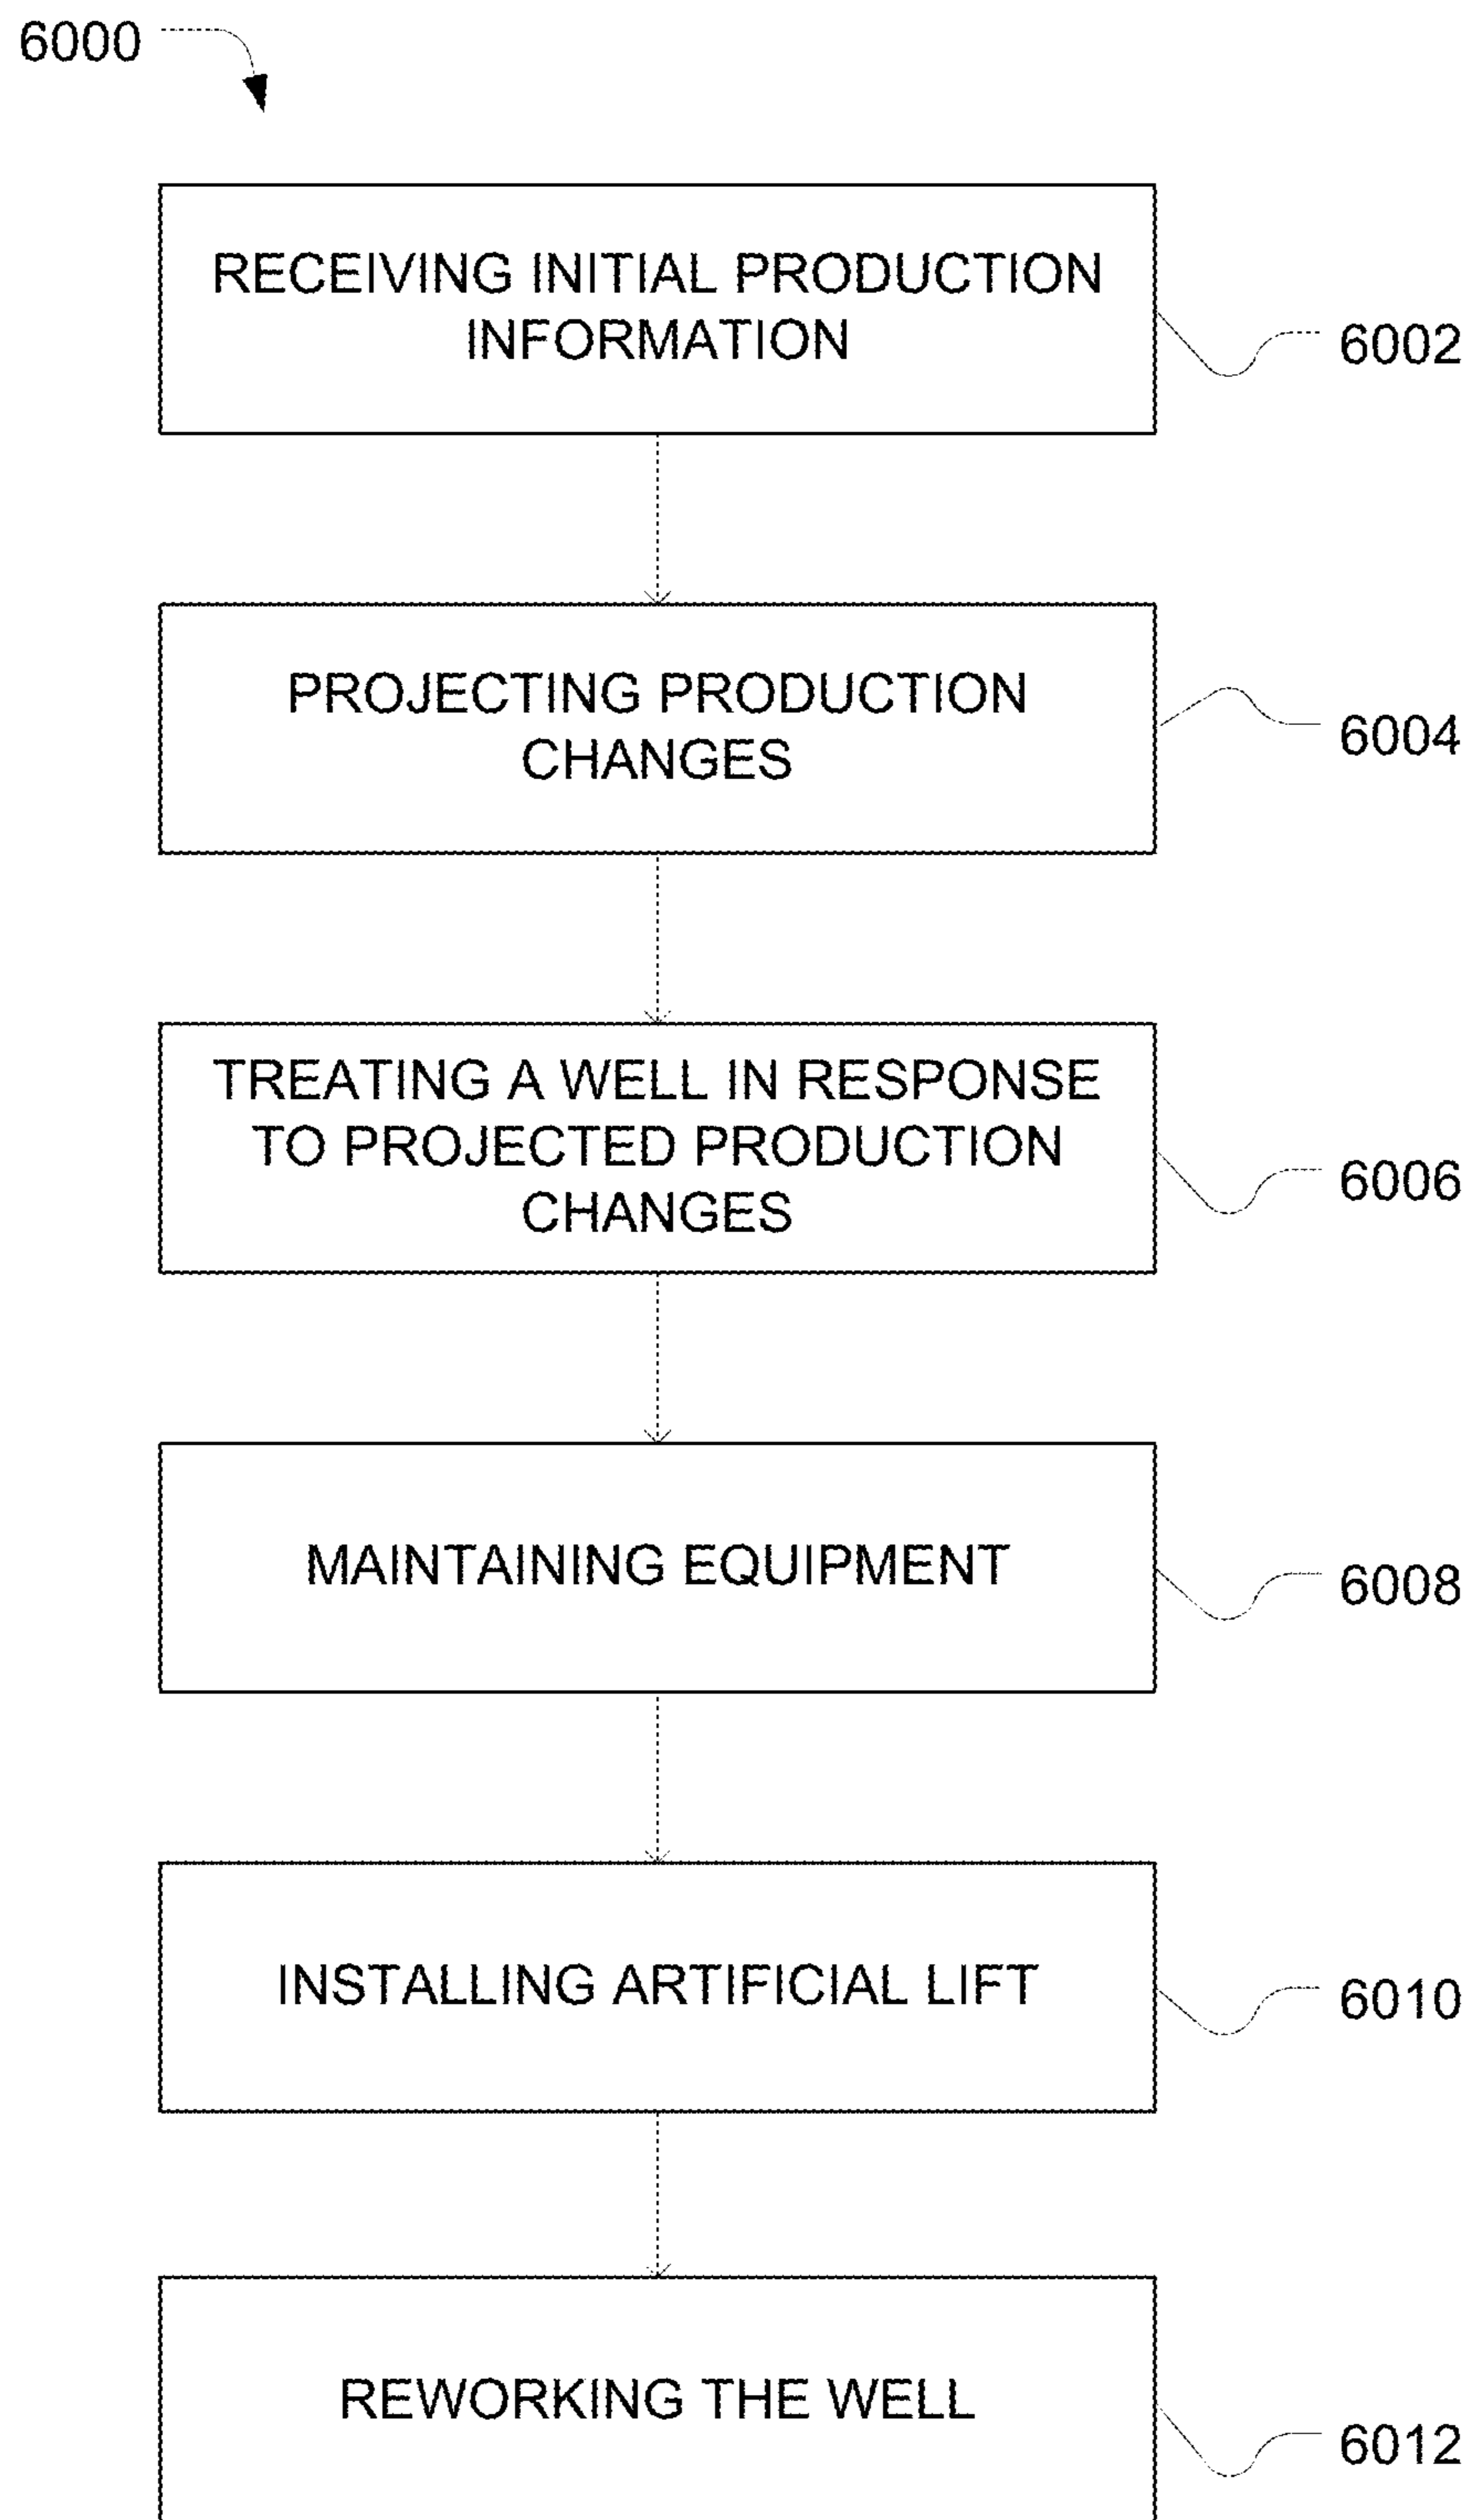 6000
RECEIVING INITIAL PRODUCTION
INFORMATION
6002
PROJECTING PRODUCTION
CHANGES
6004
TREATING A WELL IN RESPONSE
TO PROJECTED PRODUCTION
CHANGES
6006
MAINTAINING EQUIPMENT
6008
INSTALLING ARTIFICIAL LIFT
6010
REWORKING THE WELL
6012